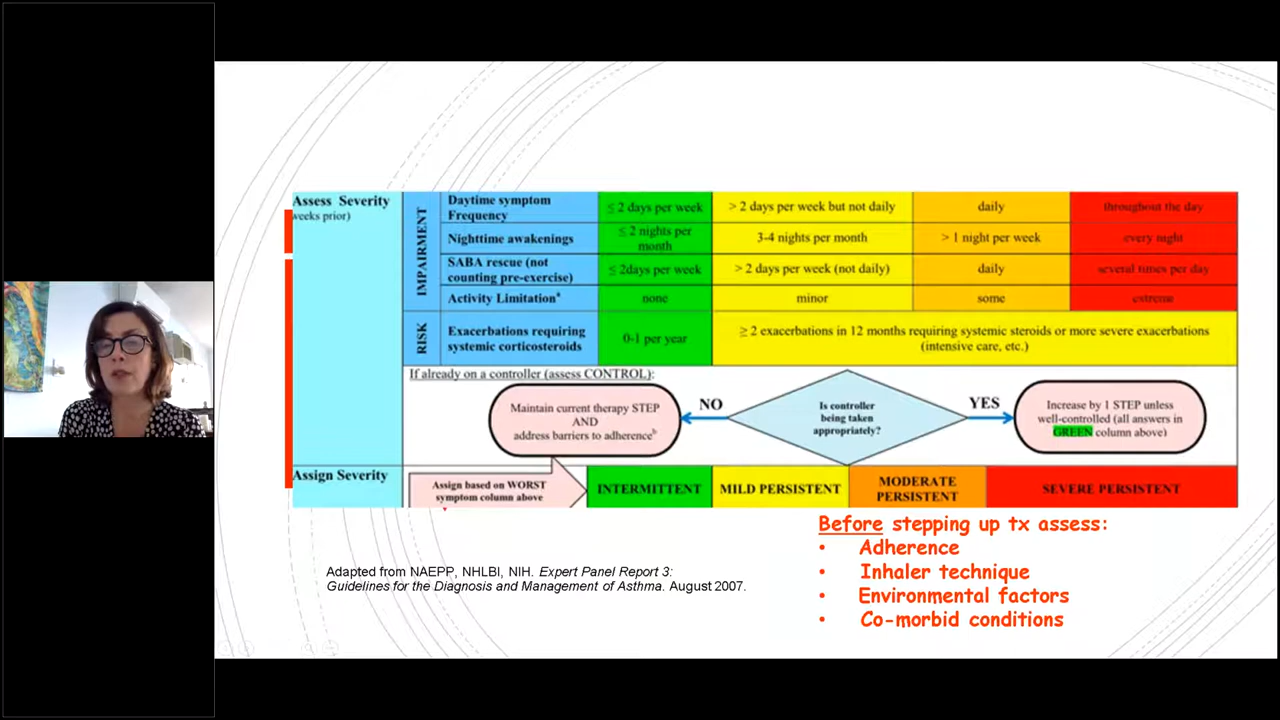 Assess Severity
weeks prior)
IMPAIRMENT
Daytime symptom
Frequency
≤ 2 days per week
> 2 days per week but not daily
daily
throughout the day
Nighttime awakenings
≤ 2 nights per
month
3-4 nights per month
> 1 night per week
every night
SABA rescue (not
counting pre-exercise)
≤ 2days per week
> 2 days per week (not daily)
daily
several times per day
Activity Limitationᵃ
none
minor
some
extreme
RISK
Exacerbations requiring
systemic corticosteroids
0-1 per year
≥ 2 exacerbations in 12 months requiring systemic steroids or more severe exacerbations
(intensive care, etc.)
If already on a controller (assess CONTROL):
Maintain current therapy STEP
AND
address barriers to adherenceᵇ
NO
Is controller
being taken
appropriately?
YES
Increase by 1 STEP unless
well-controlled (all answers in
GREEN column above)
Assign Severity
Assign based on WORST
symptom column above
INTERMITTENT
MILD PERSISTENT
MODERATE
PERSISTENT
SEVERE PERSISTENT
Before stepping up tx assess:
• Adherence
• Inhaler technique
• Environmental factors
• Co-morbid conditions
Adapted from NAEPP, NHLBI, NIH. Expert Panel Report 3:
Guidelines for the Diagnosis and Management of Asthma. August 2007.